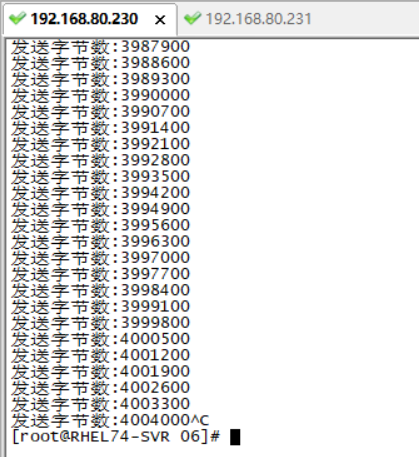 192.168.80.230 × 192.168.80.231
发送字节数:3987900
发送字节数:3988600
发送字节数:3989300
发送字节数:3990000
发送字节数:3990700
发送字节数:3991400
发送字节数:3992100
发送字节数:3992800
发送字节数:3993500
发送字节数:3994200
发送字节数:3994900
发送字节数:3995600
发送字节数:3996300
发送字节数:3997000
发送字节数:3997700
发送字节数:3998400
发送字节数:3999100
发送字节数:3999800
发送字节数:4000500
发送字节数:4001200
发送字节数:4001900
发送字节数:4002600
发送字节数:4003300
发送字节数:4004000^C
[root@RHEL74-SVR 06]#